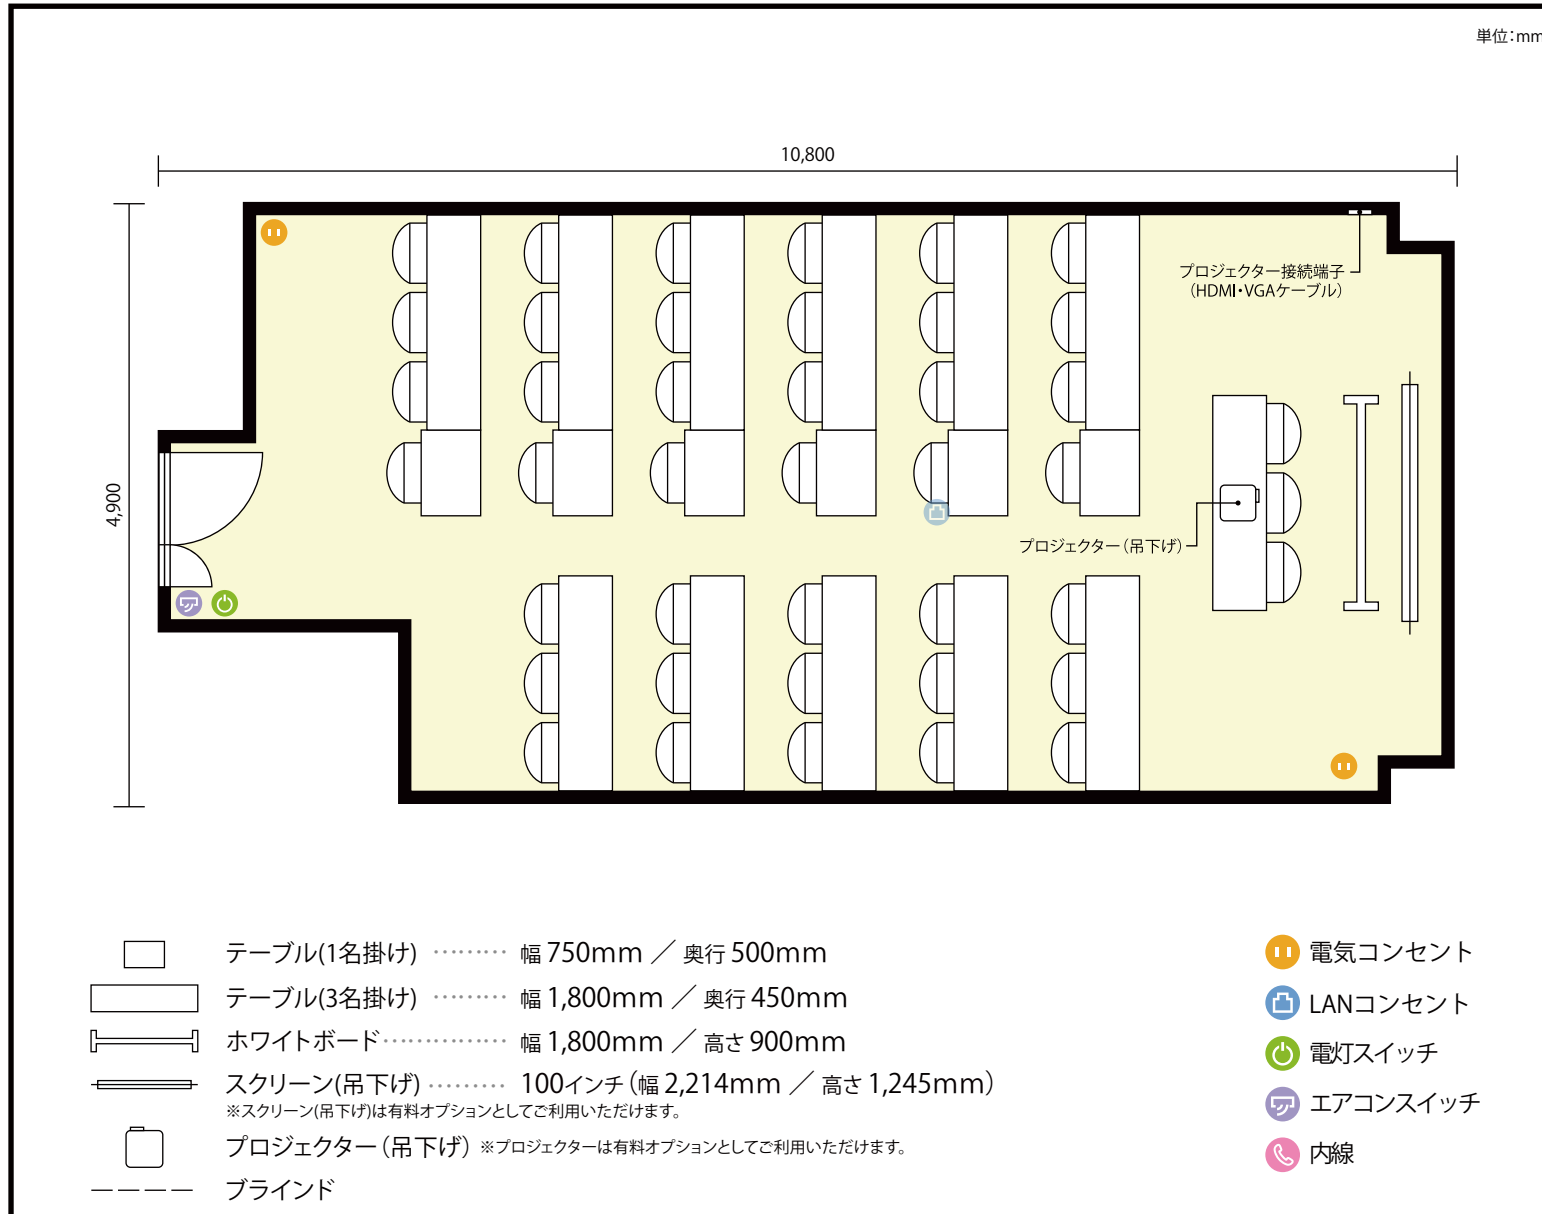 単位：mm
10,800
4,900
プロジェクター接続端子
（HDMI・VGAケーブル）
プロジェクター（吊下げ）
テーブル(1名掛け) ……… 幅 750mm ／ 奥行 500mm
テーブル(3名掛け) ……… 幅 1,800mm ／ 奥行 450mm
ホワイトボード…………… 幅 1,800mm ／ 高さ 900mm
スクリーン(吊下げ) ……… 100インチ（幅 2,214mm ／ 高さ 1,245mm）
※スクリーン(吊下げ)は有料オプションとしてご利用いただけます。
プロジェクター（吊下げ） ※プロジェクターは有料オプションとしてご利用いただけます。
ブラインド
電気コンセント
LANコンセント
電灯スイッチ
エアコンスイッチ
内線